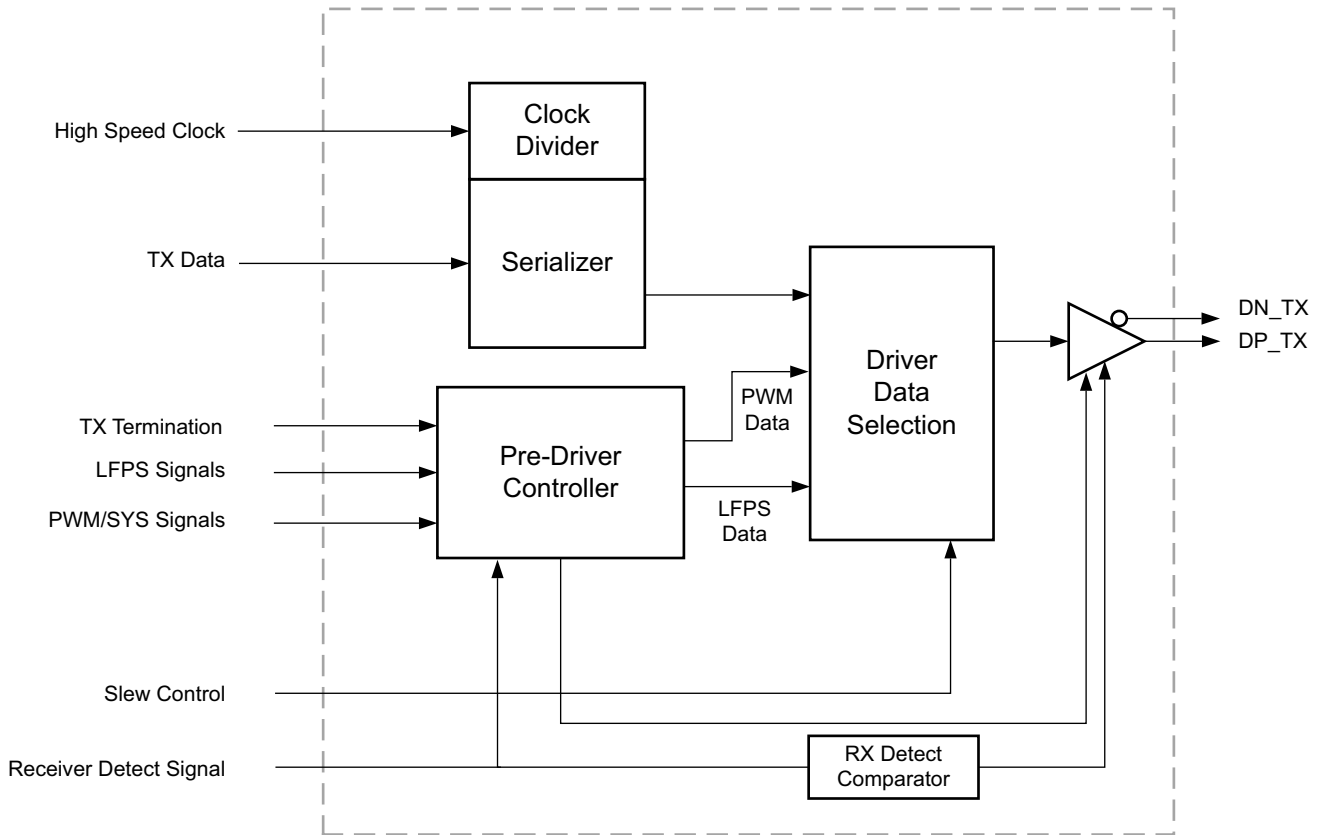 High Speed Clock
Clock
Divider
TX Data
Serializer
DN_TX
DP_TX
Driver
Data
Selection
PWM
Data
TX Termination
LFPS Signals
PWM/SYS Signals
Pre-Driver
Controller
LFPS
Data
Slew Control
Receiver Detect Signal
RX Detect
Comparator